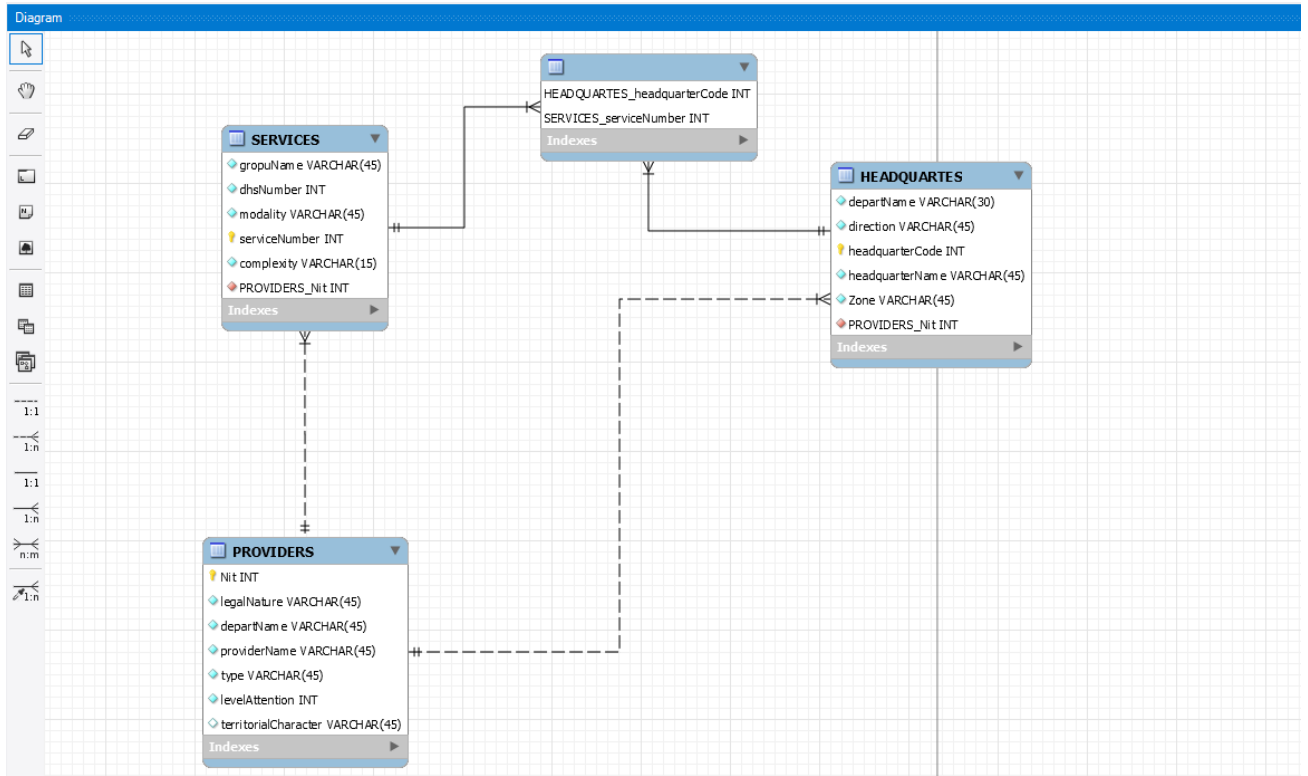 Diagram
HEADQUARTES_headquarterCode INT
SERVICES_serviceNumber INT
Indexes
SERVICES
gropuName VARCHAR(45)
dhsNumber INT
modality VARCHAR(45)
serviceNumber INT
complexity VARCHAR(15)
PROVIDERS_Nit INT
Indexes
HEADQUARTES
departName VARCHAR(30)
direction VARCHAR(45)
headquarterCode INT
headquarterName VARCHAR(45)
Zone VARCHAR(45)
PROVIDERS_Nit INT
Indexes
PROVIDERS
Nit INT
legalNature VARCHAR(45)
departName VARCHAR(45)
providerName VARCHAR(45)
type VARCHAR(45)
levelAttention INT
territorialCharacter VARCHAR(45)
Indexes
1:1
1:n
1:1
1:n
n:m
1:n